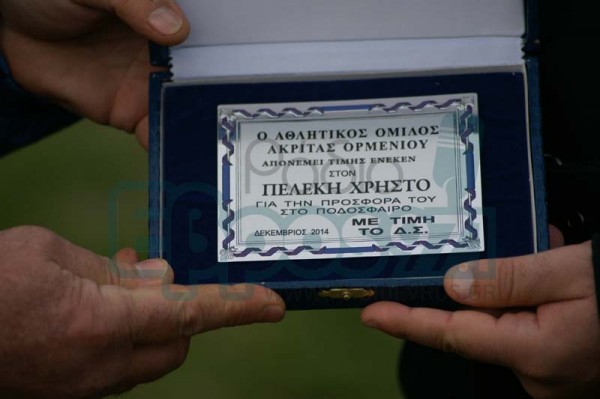 Ο ΑΘΛΗΤΙΚΟΣ ΟΜΙΛΟΣ
ΑΚΡΙΤΑΣ ΟΡΜΕΝΙΟΥ
ΑΠΟΝΕΜΕΙ ΤΙΜΗΣ ΕΝΕΚΕΝ
ΣΤΟΝ
ΠΕΛΕΚΗ ΧΡΗΣΤΟ
ΓΙΑ ΤΗΝ ΠΡΟΣΦΟΡΑ ΤΟΥ
ΣΤΟ ΠΟΔΟΣΦΑΙΡΟ
ΜΕ ΤΙΜΗ
ΔΕΚΕΜΒΡΙΟΣ 2014 ΤΟ Δ.Σ.